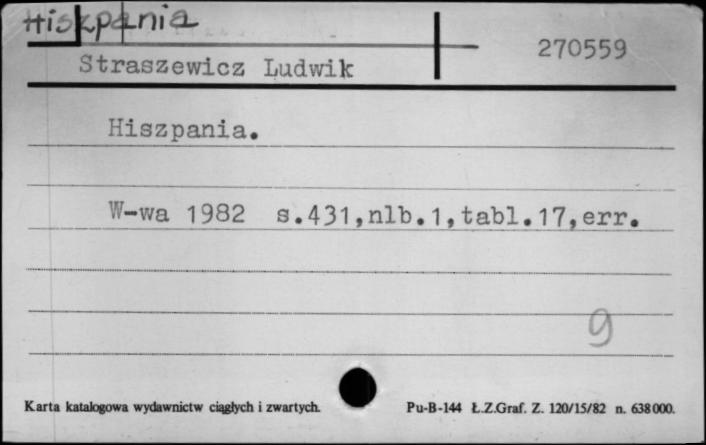 Hiszpania
270559
Straszewicz Ludwik
Hiszpania.
W-wa 1982 s.431,nlb.1,tabl.17,err.
9
Karta katalogowa wydawnictw ciągłych i zwartych. Pu-B-144 Ł.Z.Graf. Z. 120/15/82 n. 638000.